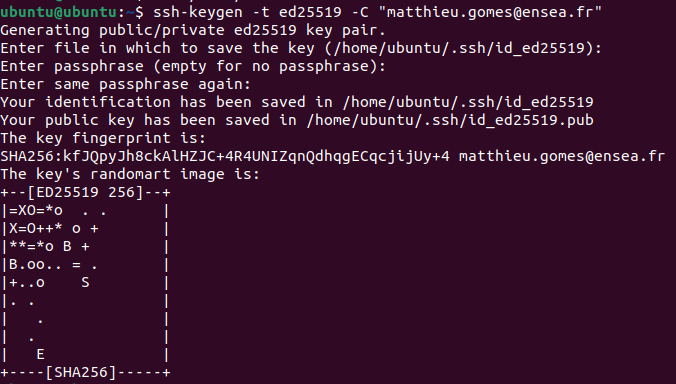 ubuntu@ubuntu:~$ ssh-keygen -t ed25519 -C "matthieu.gomes@ensea.fr"
Generating public/private ed25519 key pair.
Enter file in which to save the key (/home/ubuntu/.ssh/id_ed25519):
Enter passphrase (empty for no passphrase):
Enter same passphrase again:
Your identification has been saved in /home/ubuntu/.ssh/id_ed25519
Your public key has been saved in /home/ubuntu/.ssh/id_ed25519.pub
The key fingerprint is:
SHA256:kfJQpyJh8ckAlHZJC+4R4UNIZqnQdhqgECqcjijUy+4 matthieu.gomes@ensea.fr
The key's randomart image is:
+--[ED25519 256]--+
|=XO=*o  . .      |
|X=O++* o +       |
|**=*o B +        |
|B.oo.. = .       |
|+..o    S        |
|. .              |
|   .             |
|  .              |
|   E             |
+----[SHA256]-----+